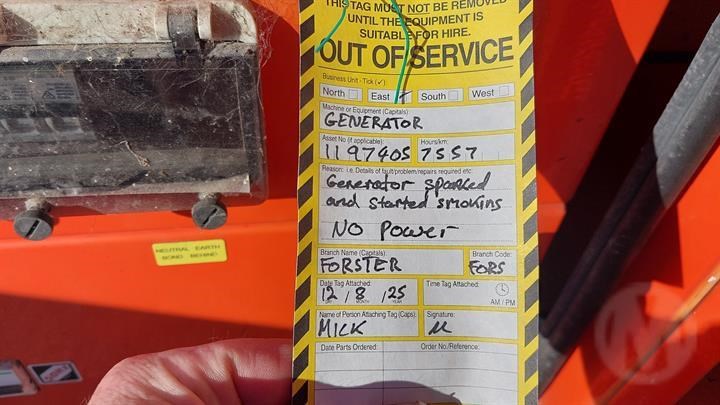 THIS TAG MUST NOT BE REMOVED
UNTIL THE EQUIPMENT IS
SUITABLE FOR HIRE.
OUT OF SERVICE
Business Unit - Tick (✓):
North East South West
Machine or Equipment (Capitals)
GENERATOR
Asset No (if applicable): Hours/km:
1197405 7557
Reason: i.e. Details of fault/problem/repairs required etc:
Generator sparked
and started smoking
NO Power
Branch Name (Capitals): Branch Code:
FORSTER FORS
Date Tag Attached: Time Tag Attached:
12 / 8 / 25
DAY MONTH YEAR AM / PM
Name of Person Attaching Tag (Caps): Signature:
MICK
Date Parts Ordered: Order No./Reference:
NEUTRAL EARTH
BOND BEHIND